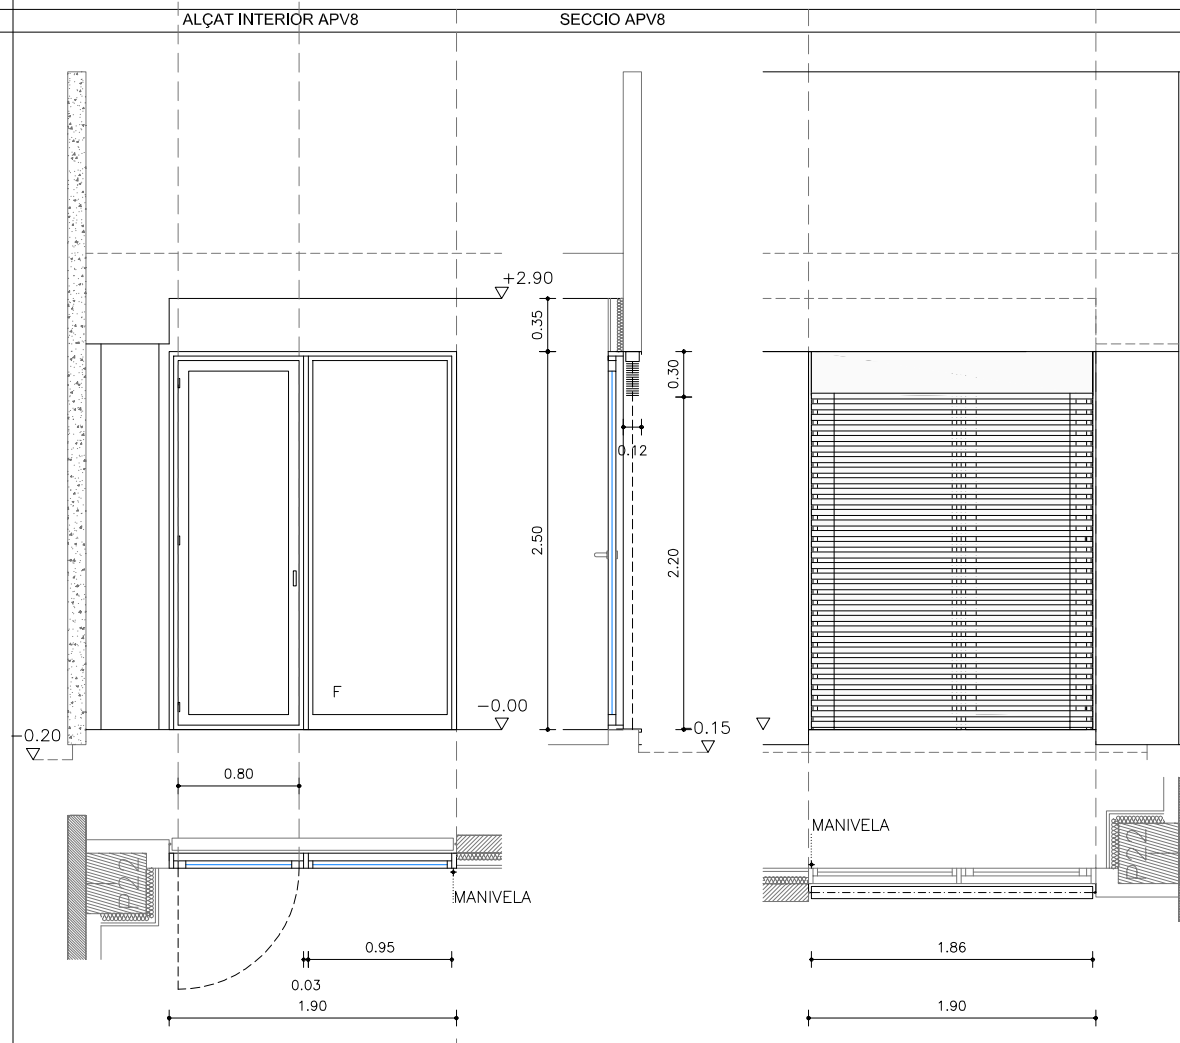 ALÇAT INTERIOR APV8
SECCIO APV8
+2.90
0.35
0.30
0.12
2.50
2.20
F
-0.00
-0.20
-0.15
0.80
MANIVELA
P22
P22
MANIVELA
0.95
1.86
0.03
1.90
1.90